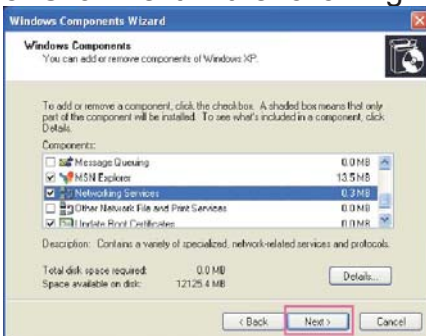 Windows Components Wizard
Windows Components
You can add or remove components of Windows XP.
To add or remove a component, click the checkbox. A shaded box means that only
part of the component will be installed. To see what's included in a component, click
Details.
Components:
Message Queuing 0.0 MB
MSN Explorer 13.5 MB
Networking Services 0.3 MB
Other Network File and Print Services 0.0 MB
Update Root Certificates 0.0 MB
Description: Contains a variety of specialized, network-related services and protocols.
Total disk space required: 0.0 MB
Space available on disk: 12125.4 MB
Details...
< Back Next > Cancel